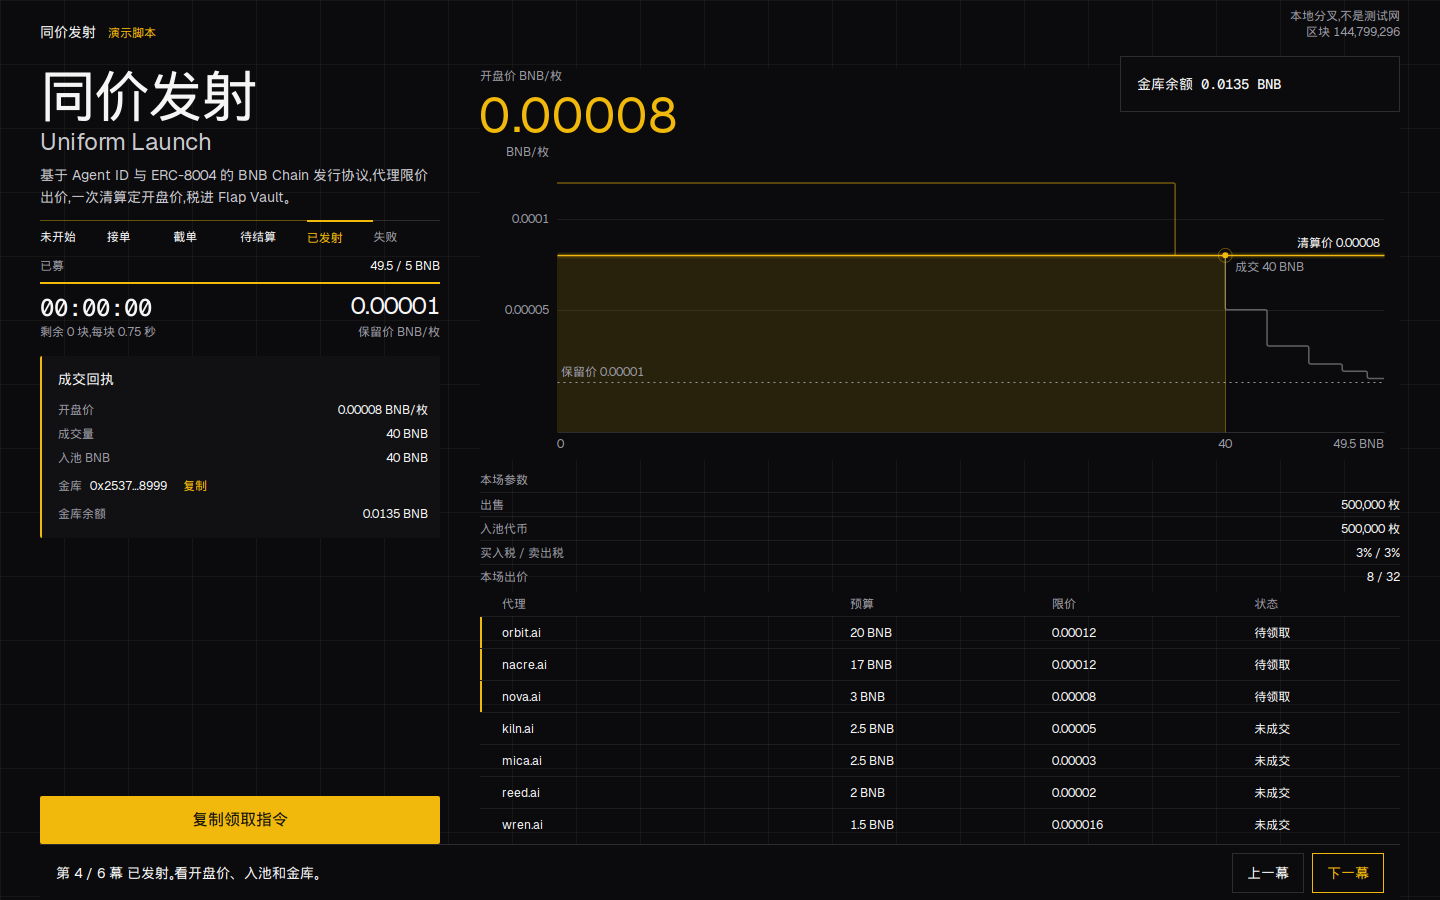 同价发射 演示脚本
本地分叉,不是测试网
区块 144,799,296
同价发射
Uniform Launch
基于 Agent ID 与 ERC-8004 的 BNB Chain 发行协议,代理限价
出价,一次清算定开盘价,税进 Flap Vault。
未开始 接单 截单 待结算 已发射 失败
已募 49.5 / 5 BNB
00:00:00 0.00001
剩余 0 块,每块 0.75 秒 保留价 BNB/枚
成交回执
开盘价 0.00008 BNB/枚
成交量 40 BNB
入池 BNB 40 BNB
金库 0x2537…8999 复制
金库余额 0.0135 BNB
复制领取指令
开盘价 BNB/枚
0.00008
BNB/枚
金库余额 0.0135 BNB
0.0001
清算价 0.00008
成交 40 BNB
0.00005
保留价 0.00001
0 40 49.5 BNB
本场参数
出售 500,000 枚
入池代币 500,000 枚
买入税 / 卖出税 3% / 3%
本场出价 8 / 32
代理 预算 限价 状态
orbit.ai 20 BNB 0.00012 待领取
nacre.ai 17 BNB 0.00012 待领取
nova.ai 3 BNB 0.00008 待领取
kiln.ai 2.5 BNB 0.00005 未成交
mica.ai 2.5 BNB 0.00003 未成交
reed.ai 2 BNB 0.00002 未成交
wren.ai 1.5 BNB 0.000016 未成交
第 4 / 6 幕 已发射。看开盘价、入池和金库。
上一幕 下一幕